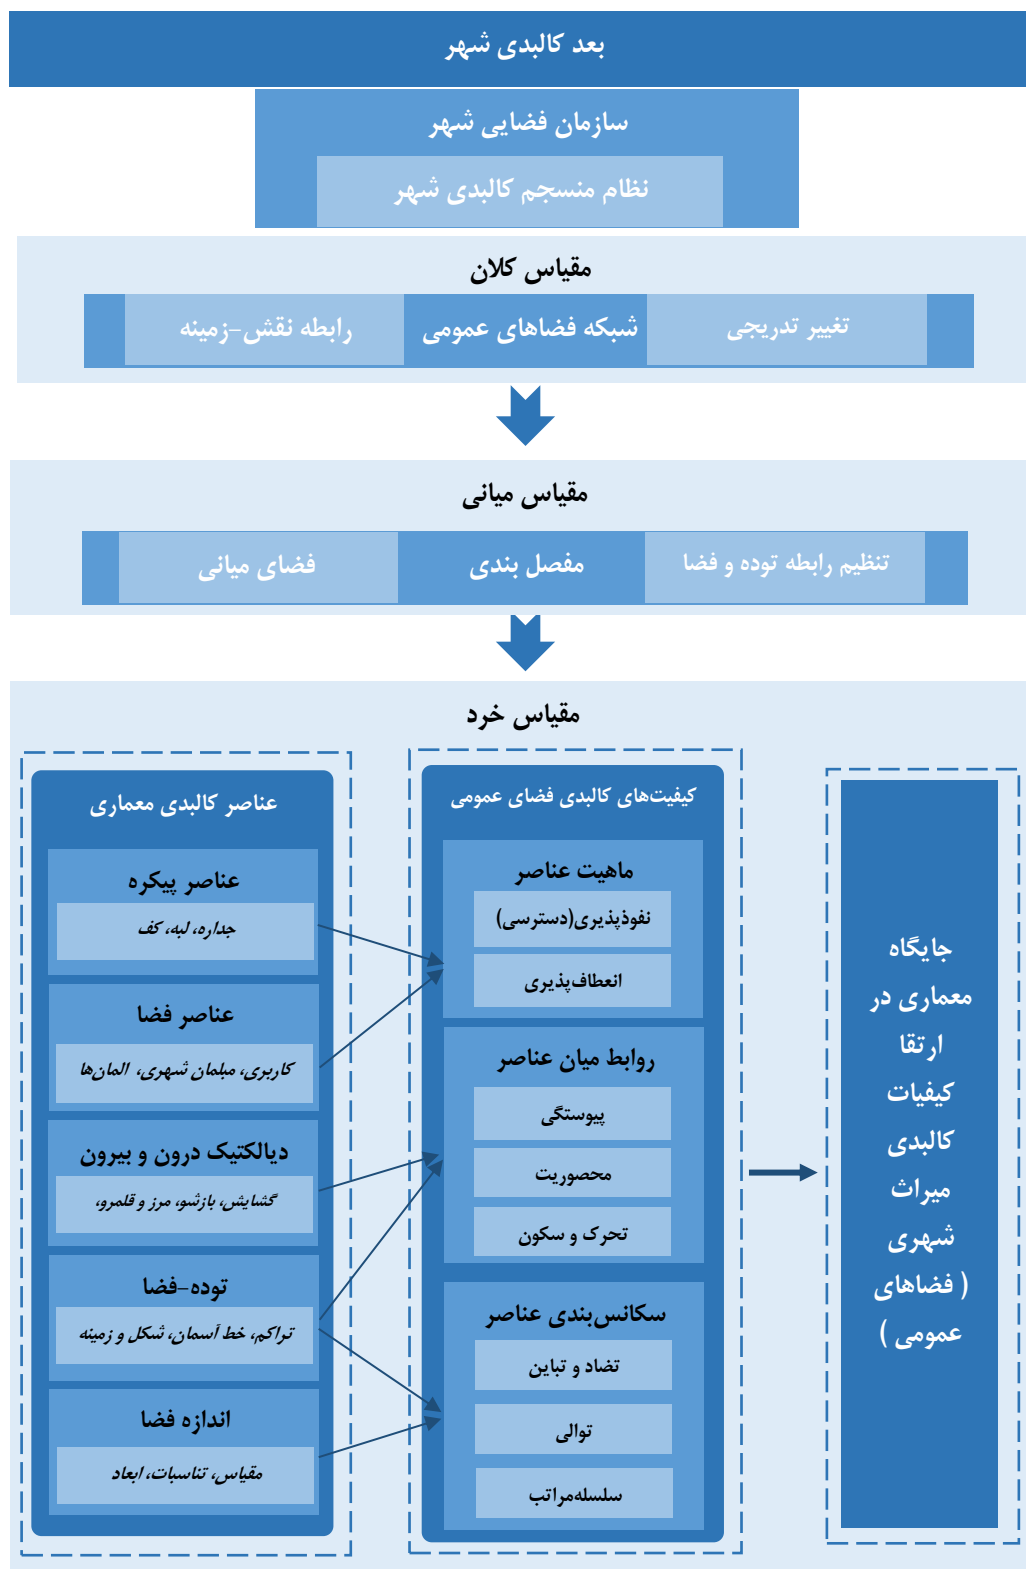 بعد کالبدی شهر
سازمان فضایی شهر
نظام منسجم کالبدی شهر
مقیاس کلان
تغییر تدریجی
شبکه فضاهای عمومی
رابطه نقش-زمینه
مقیاس میانی
تنظیم رابطه توده و فضا
مفصل بندی
فضای میانی
مقیاس خرد
عناصر کالبدی معماری
عناصر پیکره
جداره، لبه، کف
عناصر فضا
کاربری، مبلمان شهری، المان‌ها
دیالکتیک درون و بیرون
گشایش، بازشو، مرز و قلمرو،
توده-فضا
تراکم، خط آسمان، شکل و زمینه
اندازه فضا
مقیاس، تناسبات، ابعاد
کیفیت‌های کالبدی فضای عمومی
ماهیت عناصر
نفوذپذیری(دسترسی)
انعطاف‌پذیری
روابط میان عناصر
پیوستگی
محصوریت
تحرک و سکون
سکانس‌بندی عناصر
تضاد و تباین
توالی
سلسله‌مراتب
جایگاه
معماری در
ارتقا
کیفیات
کالبدی
میراث
شهری
( فضاهای
عمومی )